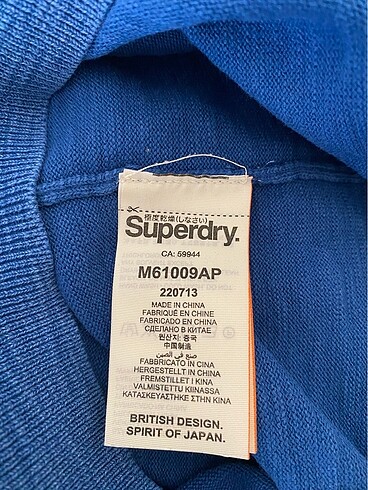 極度乾燥(しなさい)
Superdry.
CA: 59944
M61009AP
220713
MADE IN CHINA
FABRIQUÉ EN CHINE
FABRICADO EN CHINA
СДЕЛАНО В КИТАЕ
원산지: 중국
中国制造
صنع في الصين
FABBRICATO IN CINA
HERGESTELLT IN CHINA
FREMSTILLET I KINA
VALMISTETTU KIINASSA
ΚΑΤΑΣΚΕΥΑΣΤΗΚΕ ΣΤΗΝ ΚΙΝΑ
BRITISH DESIGN.
SPIRIT OF JAPAN.